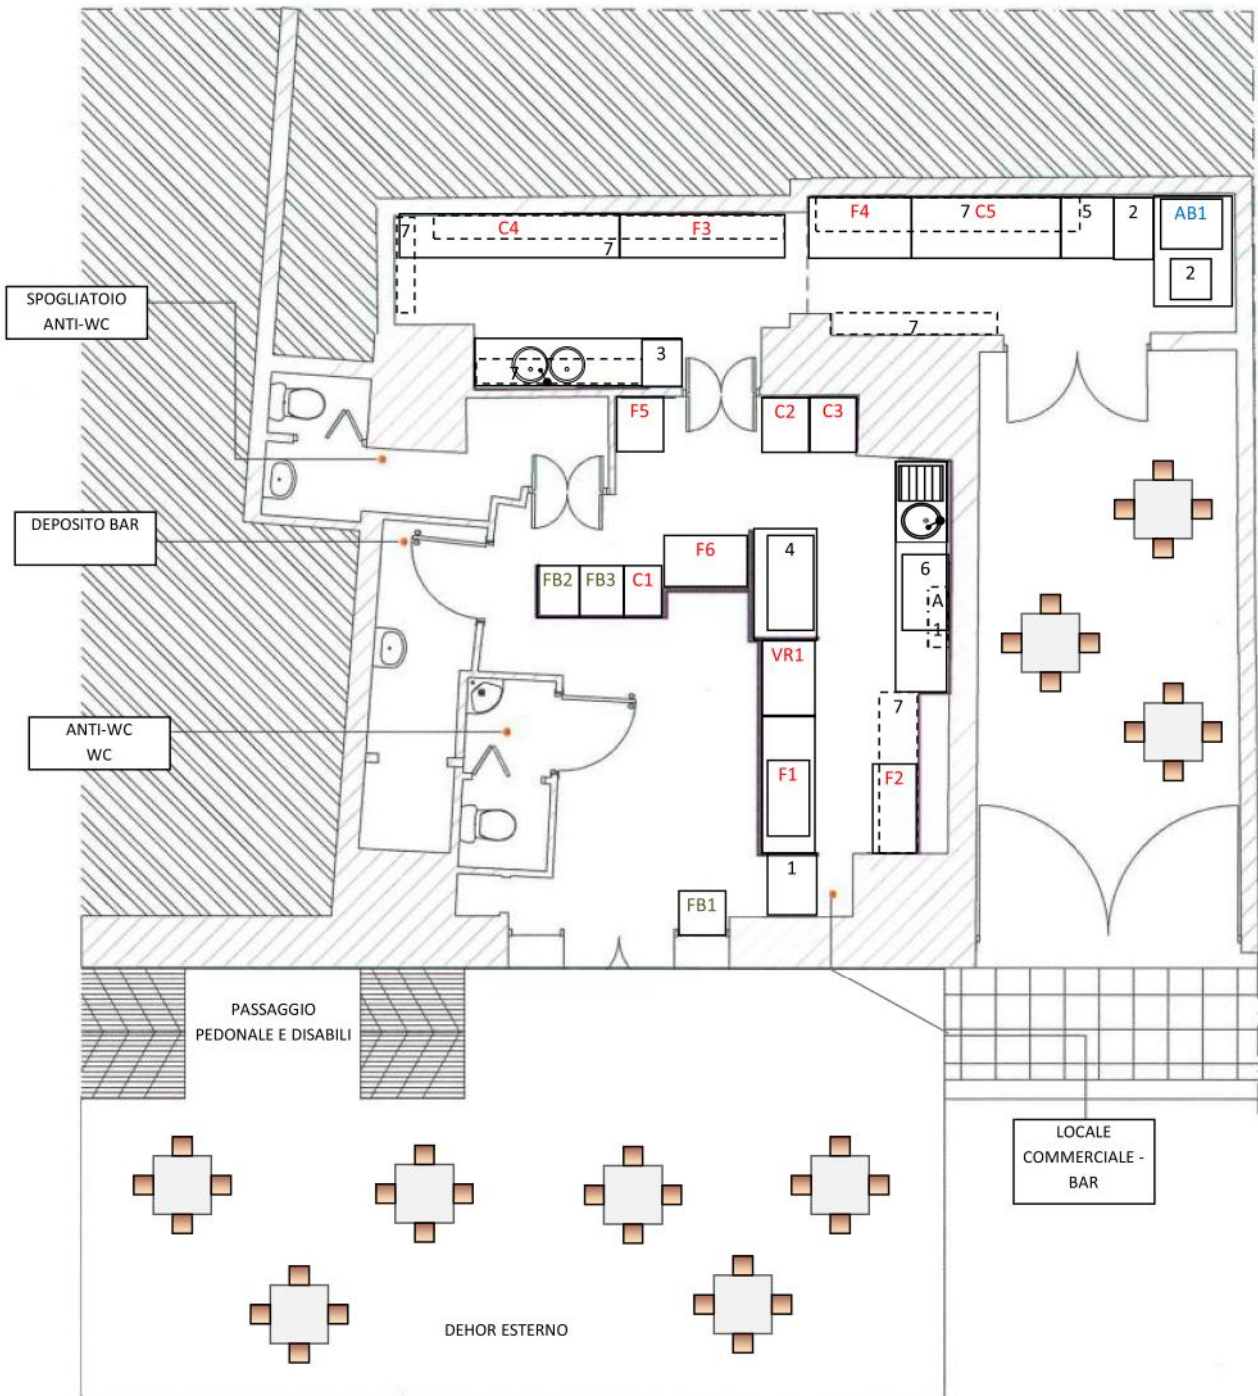 F4
7 C5
5
2
AB1
7
C4
F3
7
2
SPOGLIATOIO
ANTI-WC
7
7
3
F5
C2
C3
DEPOSITO BAR
F6
4
6
FB2
FB3
C1
A
1
VR1
7
ANTI-WC
WC
F1
F2
1
FB1
PASSAGGIO
PEDONALE E DISABILI
LOCALE
COMMERCIALE -
BAR
DEHOR ESTERNO